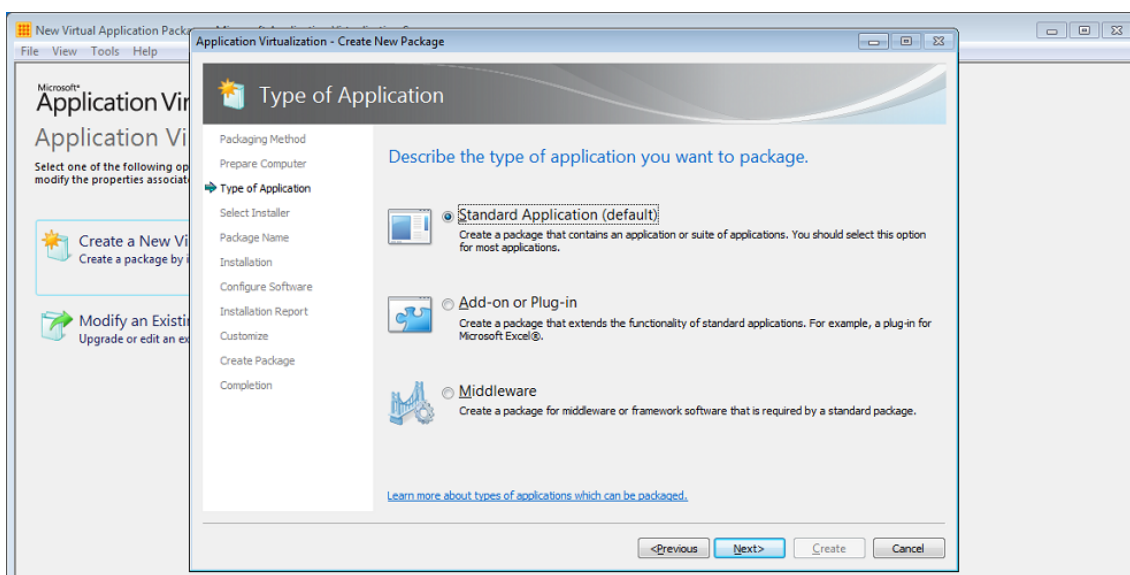 New Virtual Application Packa
File View Tools Help
Microsoft®
Application Vir
Application Vi
Select one of the following op
modify the properties associat
Create a New Vi
Create a package by i
Modify an Existi
Upgrade or edit an ex
Application Virtualization - Create New Package
Type of Application
Packaging Method
Prepare Computer
Type of Application
Select Installer
Package Name
Installation
Configure Software
Installation Report
Customize
Create Package
Completion
Describe the type of application you want to package.
Standard Application (default)
Create a package that contains an application or suite of applications. You should select this option
for most applications.
Add-on or Plug-in
Create a package that extends the functionality of standard applications. For example, a plug-in for
Microsoft Excel®.
Middleware
Create a package for middleware or framework software that is required by a standard package.
Learn more about types of applications which can be packaged.
<Previous Next> Create Cancel